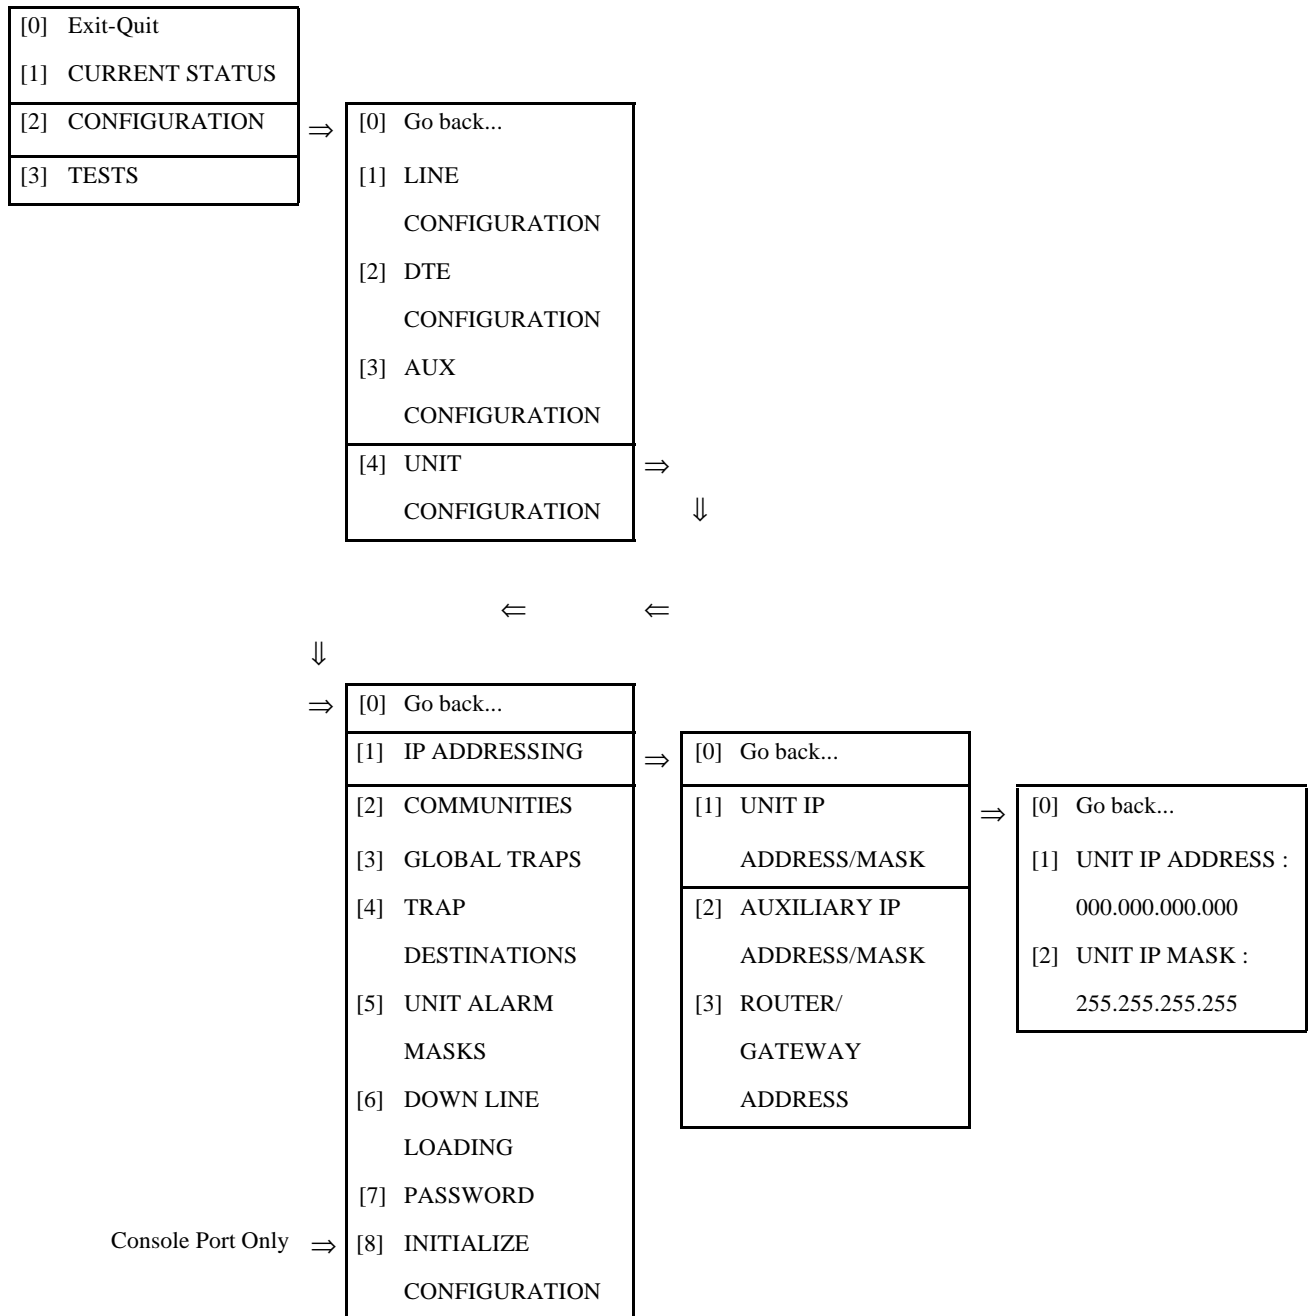 [0] Exit-Quit
[1] CURRENT STATUS
[2] CONFIGURATION
[3] TESTS
⇒
[0] Go back...
[1] LINE
CONFIGURATION
[2] DTE
CONFIGURATION
[3] AUX
CONFIGURATION
[4] UNIT
CONFIGURATION
⇒
⇓
⇐ ⇐
⇓
⇒
[0] Go back...
[1] IP ADDRESSING
[2] COMMUNITIES
[3] GLOBAL TRAPS
[4] TRAP
DESTINATIONS
[5] UNIT ALARM
MASKS
[6] DOWN LINE
LOADING
[7] PASSWORD
Console Port Only ⇒ [8] INITIALIZE
CONFIGURATION
⇒
[0] Go back...
[1] UNIT IP
ADDRESS/MASK
[2] AUXILIARY IP
ADDRESS/MASK
[3] ROUTER/
GATEWAY
ADDRESS
⇒
[0] Go back...
[1] UNIT IP ADDRESS :
000.000.000.000
[2] UNIT IP MASK :
255.255.255.255